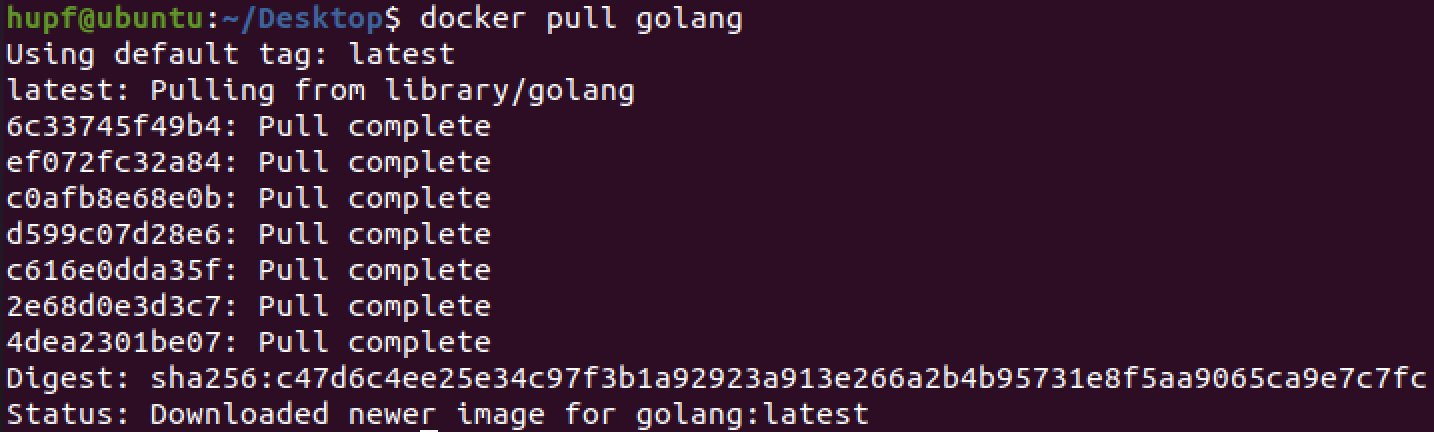 hupf@ubuntu:~/Desktop$ docker pull golang
Using default tag: latest
latest: Pulling from library/golang
6c33745f49b4: Pull complete
ef072fc32a84: Pull complete
c0afb8e68e0b: Pull complete
d599c07d28e6: Pull complete
c616e0dda35f: Pull complete
2e68d0e3d3c7: Pull complete
4dea2301be07: Pull complete
Digest: sha256:c47d6c4ee25e34c97f3b1a92923a913e266a2b4b95731e8f5aa9065ca9e7c7fc
Status: Downloaded newer image for golang:latest